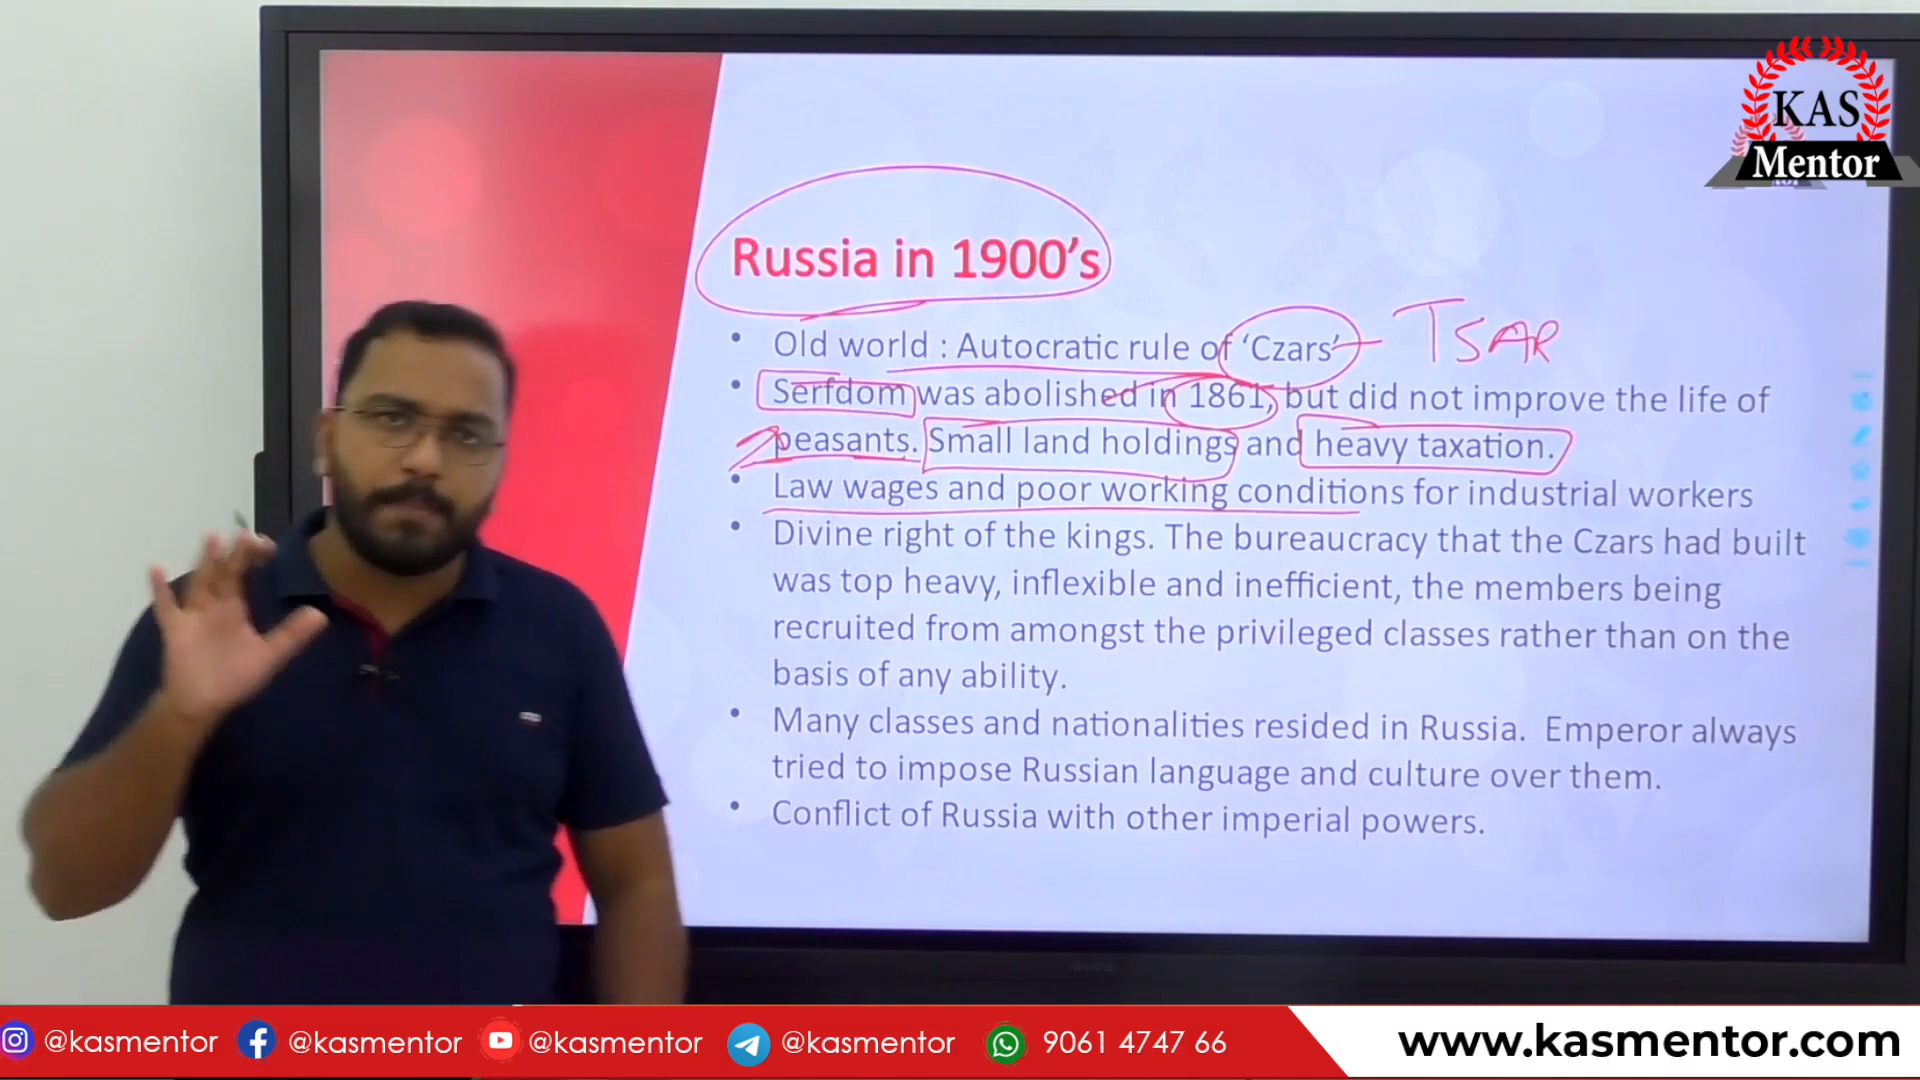 KAS
Mentor
Russia in 1900's
• Old world : Autocratic rule of 'Czars' - TSAR
• Serfdom was abolished in 1861, but did not improve the life of
peasants. Small land holdings and heavy taxation.
• Law wages and poor working conditions for industrial workers
• Divine right of the kings. The bureaucracy that the Czars had built
was top heavy, inflexible and inefficient, the members being
recruited from amongst the privileged classes rather than on the
basis of any ability.
• Many classes and nationalities resided in Russia. Emperor always
tried to impose Russian language and culture over them.
• Conflict of Russia with other imperial powers.
@kasmentor @kasmentor @kasmentor @kasmentor 9061 4747 66 www.kasmentor.com